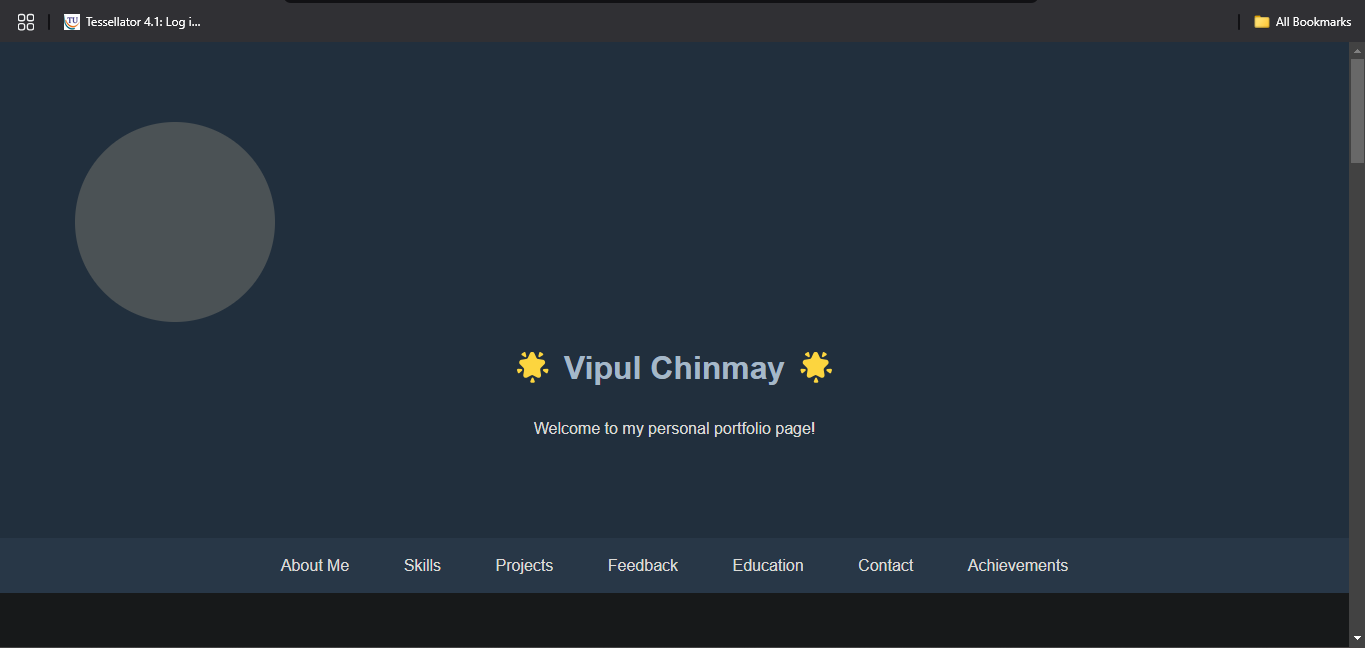 Tessellator 4.1: Log i...
All Bookmarks
🌟 Vipul Chinmay 🌟
Welcome to my personal portfolio page!
About Me Skills Projects Feedback Education Contact Achievements